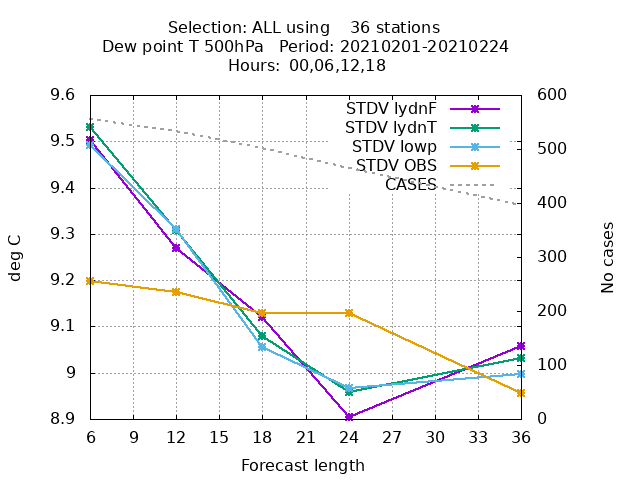 Selection: ALL using    36 stations
Dew point T 500hPa   Period: 20210201-20210224
Hours: 00,06,12,18
STDV lydnF
STDV lydnT
STDV lowp
STDV OBS
CASES
9.6
9.5
9.4
9.3
9.2
9.1
9
8.9
600
500
400
300
200
100
0
deg C
No cases
6 9 12 15 18 21 24 27 30 33 36
Forecast length